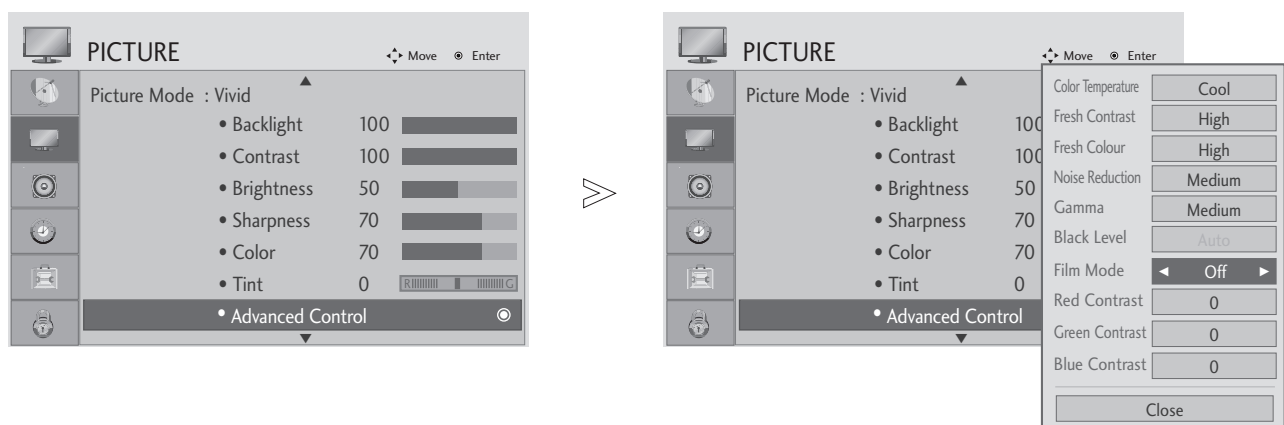 PICTURE Move Enter
Picture Mode : Vivid
• Backlight 100
• Contrast 100
• Brightness 50
• Sharpness 70
• Color 70
• Tint 0 R G
• Advanced Control
PICTURE Move Enter
Picture Mode : Vivid
• Backlight 100
• Contrast 100
• Brightness 50
• Sharpness 70
• Color 70
• Tint 0
• Advanced Control
Color Temperature Cool
Fresh Contrast High
Fresh Colour High
Noise Reduction Medium
Gamma Medium
Black Level Auto
Film Mode ◄ Off ►
Red Contrast 0
Green Contrast 0
Blue Contrast 0
Close